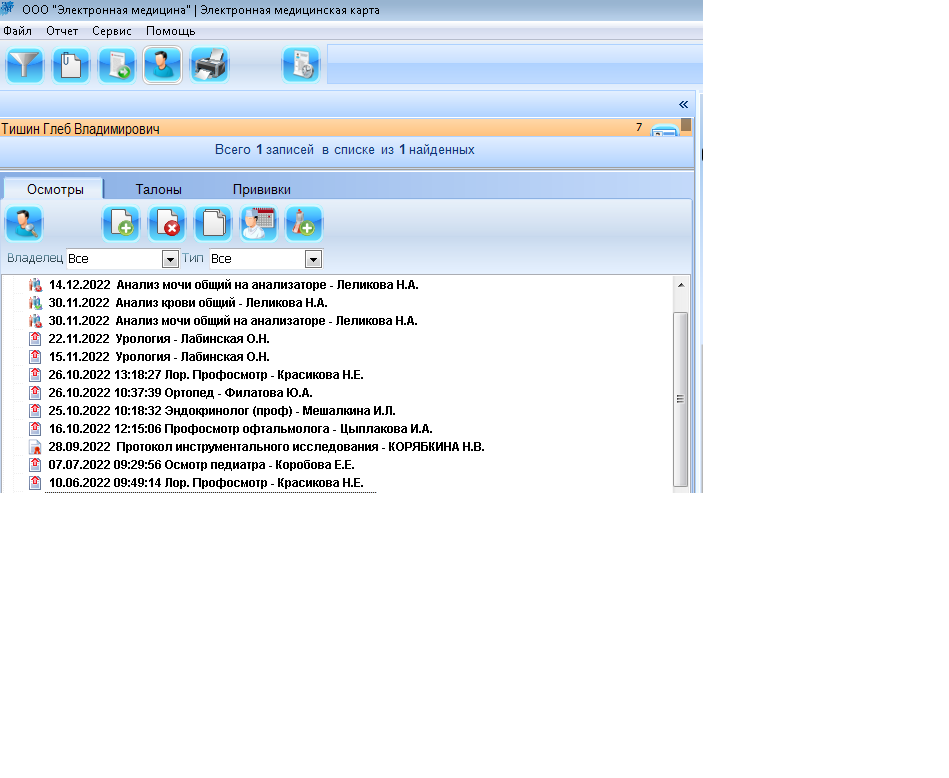 ООО "Электронная медицина" | Электронная медицинская карта
Файл Отчет Сервис Помощь
«
Тишин Глеб Владимирович 7
Всего 1 записей в списке из 1 найденных
Осмотры Талоны Прививки
Владелец Все Тип Все
14.12.2022 Анализ мочи общий на анализаторе - Леликова Н.А.
30.11.2022 Анализ крови общий - Леликова Н.А.
30.11.2022 Анализ мочи общий на анализаторе - Леликова Н.А.
22.11.2022 Урология - Лабинская О.Н.
15.11.2022 Урология - Лабинская О.Н.
26.10.2022 13:18:27 Лор. Профосмотр - Красикова Н.Е.
26.10.2022 10:37:39 Ортопед - Филатова Ю.А.
25.10.2022 10:18:32 Эндокринолог (проф) - Мешалкина И.Л.
16.10.2022 12:15:06 Профосмотр офтальмолога - Цыплакова И.А.
28.09.2022 Протокол инструментального исследования - КОРЯБКИНА Н.В.
07.07.2022 09:29:56 Осмотр педиатра - Коробова Е.Е.
10.06.2022 09:49:14 Лор. Профосмотр - Красикова Н.Е.